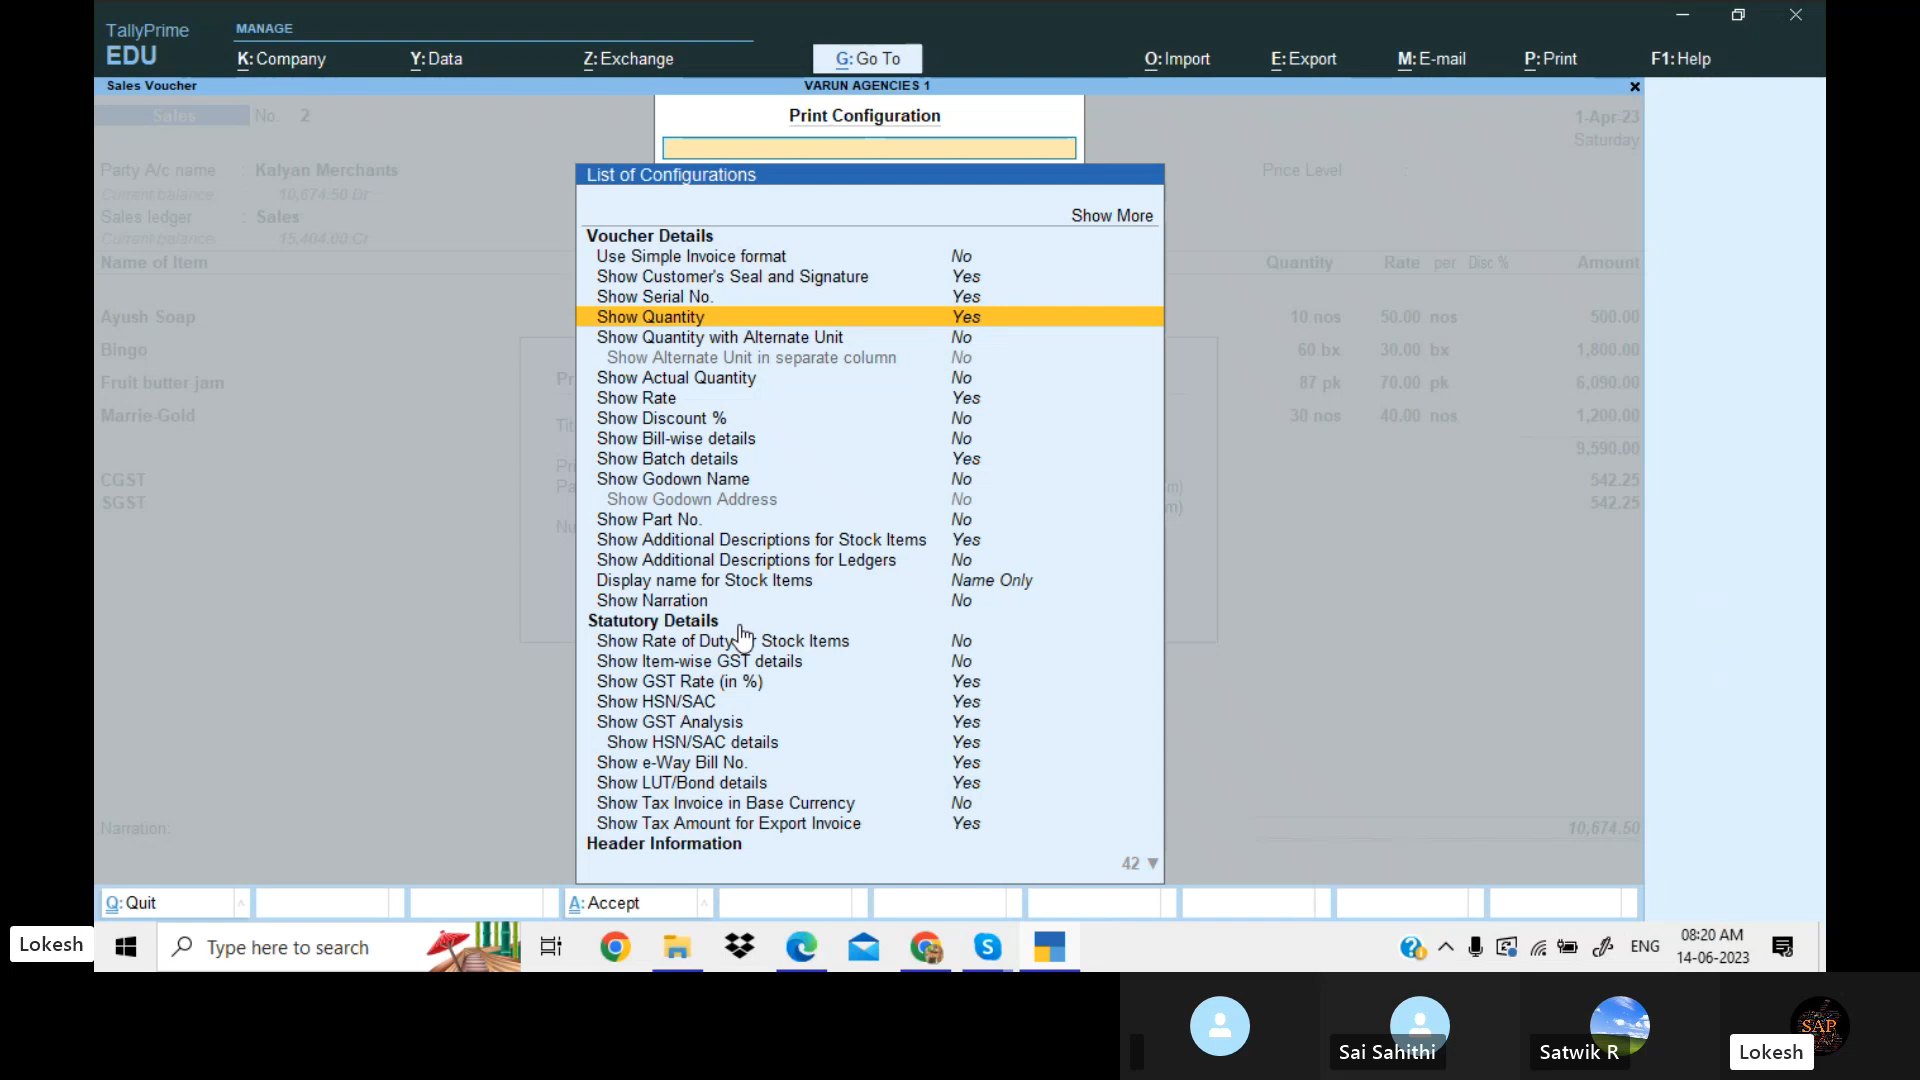 TallyPrime
EDU
MANAGE
K: Company
Y: Data
Z: Exchange
G: Go To
O: Import
E: Export
M: E-mail
P: Print
F1: Help
Sales Voucher
VARUN AGENCIES 1
Print Configuration
Sales
No. 2
1-Apr-23
Saturday
Party A/c name : Kalyan Merchants
Current balance: 10,674.50 Dr
Sales ledger : Sales
Current balance: 15,404.00 Cr
Price Level :
Name of Item
Quantity Rate per Disc % Amount
Ayush Soap 10 nos 50.00 nos 500.00
Bingo 60 bx 30.00 bx 1,800.00
Fruit butter jam 87 pk 70.00 pk 6,090.00
Marrie-Gold 30 nos 40.00 nos 1,200.00
9,590.00
CGST 542.25
SGST 542.25
Narration:
10,674.50
List of Configurations
Show More
Voucher Details
Use Simple Invoice format No
Show Customer's Seal and Signature Yes
Show Serial No. Yes
Show Quantity Yes
Show Quantity with Alternate Unit No
Show Alternate Unit in separate column No
Show Actual Quantity No
Show Rate Yes
Show Discount % No
Show Bill-wise details No
Show Batch details Yes
Show Godown Name No
Show Godown Address No
Show Part No. No
Show Additional Descriptions for Stock Items Yes
Show Additional Descriptions for Ledgers No
Display name for Stock Items Name Only
Show Narration No
Statutory Details
Show Rate of Duty Stock Items No
Show Item-wise GST details No
Show GST Rate (in %) Yes
Show HSN/SAC Yes
Show GST Analysis Yes
Show HSN/SAC details Yes
Show e-Way Bill No. Yes
Show LUT/Bond details Yes
Show Tax Invoice in Base Currency No
Show Tax Amount for Export Invoice Yes
Header Information
42 ▼
Q: Quit
A: Accept
Lokesh
Type here to search
ENG
08:20 AM
14-06-2023
Sai Sahithi
Satwik R
SAP
Lokesh